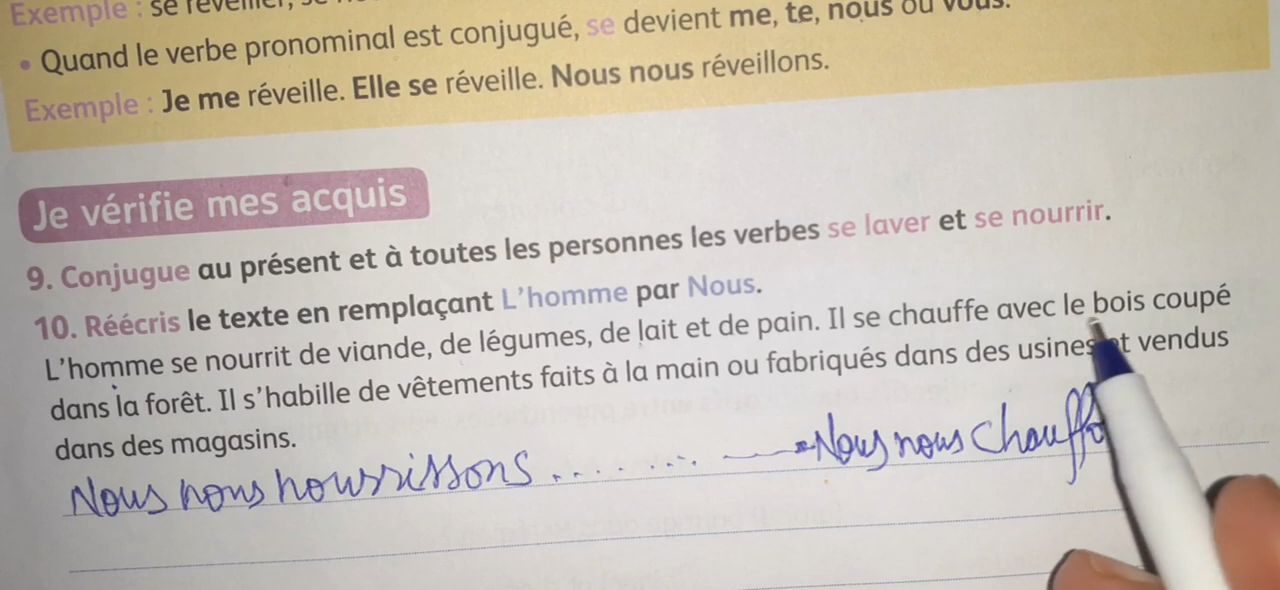 Exemple : se réveiller, se
• Quand le verbe pronominal est conjugué, se devient me, te, nous ou vous.
Exemple : Je me réveille. Elle se réveille. Nous nous réveillons.
Je vérifie mes acquis
9. Conjugue au présent et à toutes les personnes les verbes se laver et se nourrir.
10. Réécris le texte en remplaçant L'homme par Nous.
L'homme se nourrit de viande, de légumes, de lait et de pain. Il se chauffe avec le bois coupé
dans la forêt. Il s'habille de vêtements faits à la main ou fabriqués dans des usines et vendus
dans des magasins.
Nous nous nourrissons ....... Nous nous chauffo